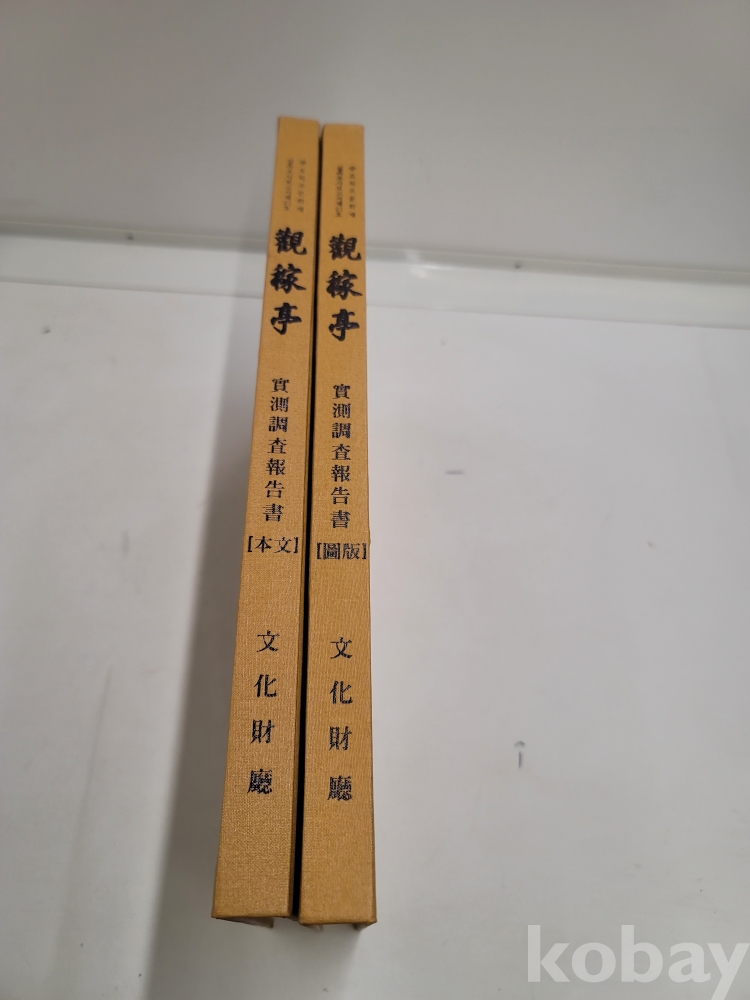 觀稼亭
實測調査報告書
[本文]
文化財廳
觀稼亭
實測調査報告書
[圖版]
文化財廳
kobay